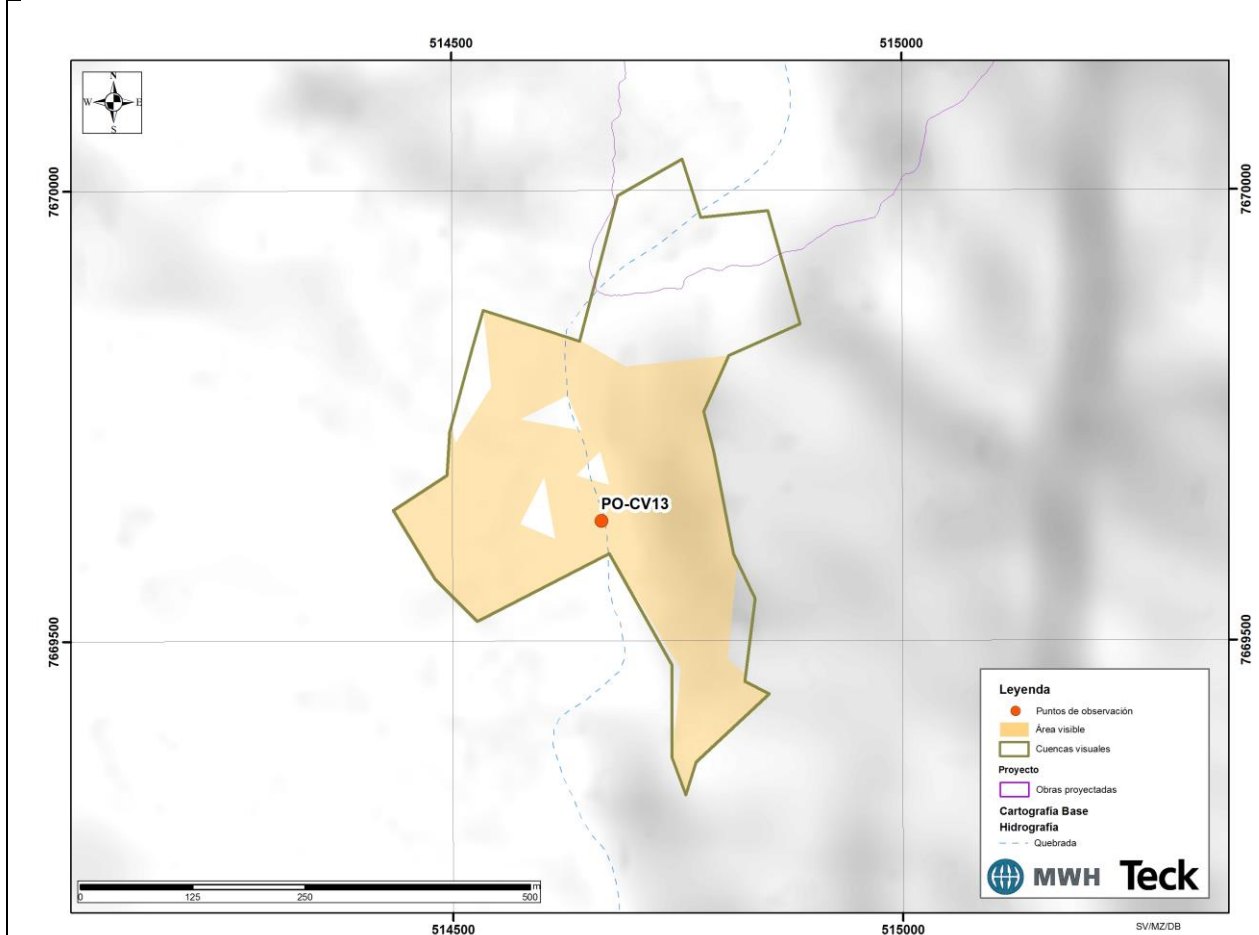 514500 515000
N
W E
S
7670000 7670000
PO-CV13
7669500 7669500
Leyenda
Puntos de observación
Área visible
Cuencas visuales
Proyecto
Obras proyectadas
Cartografía Base
Hidrografía
Quebrada
MWH Teck
m
0 125 250 500
514500 515000
SV/MZ/DB